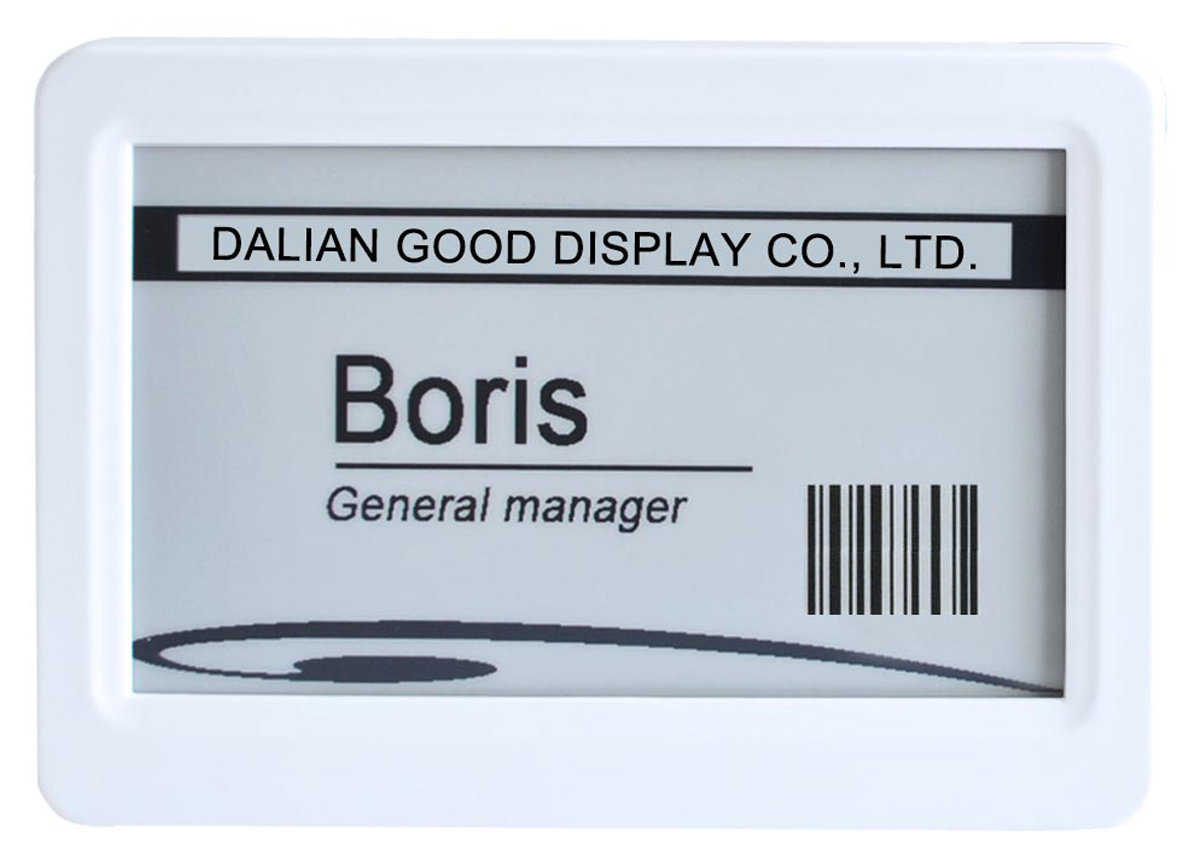 DALIAN GOOD DISPLAY CO., LTD.
Boris
General manager